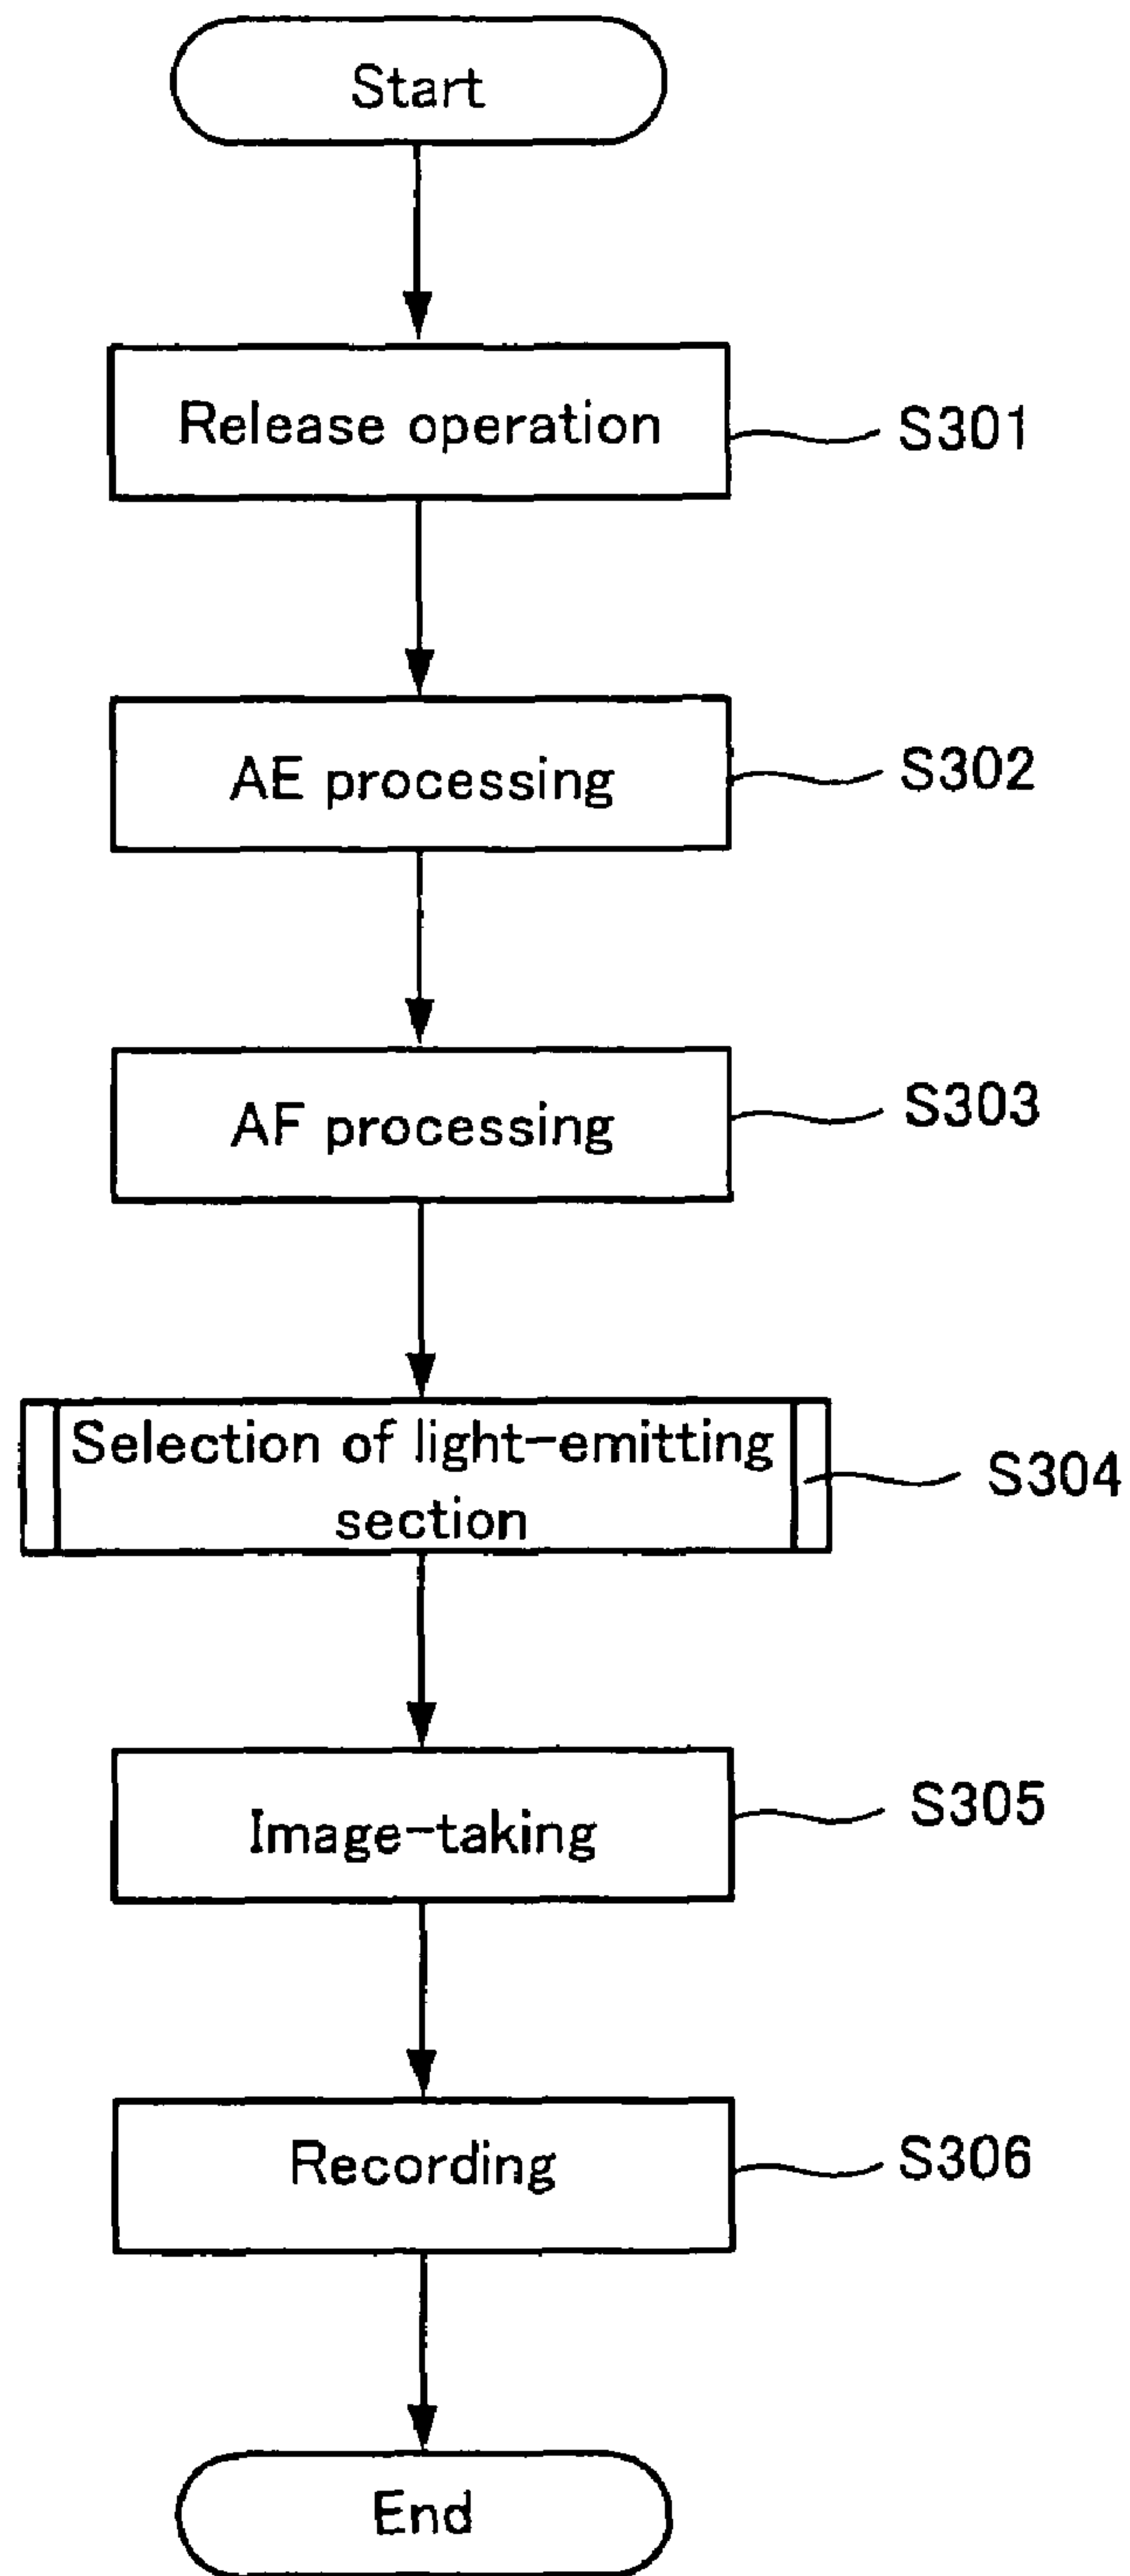 Start
Release operation
S301
AE processing
S302
AF processing
S303
Selection of light-emitting
section
S304
Image-taking
S305
Recording
S306
End